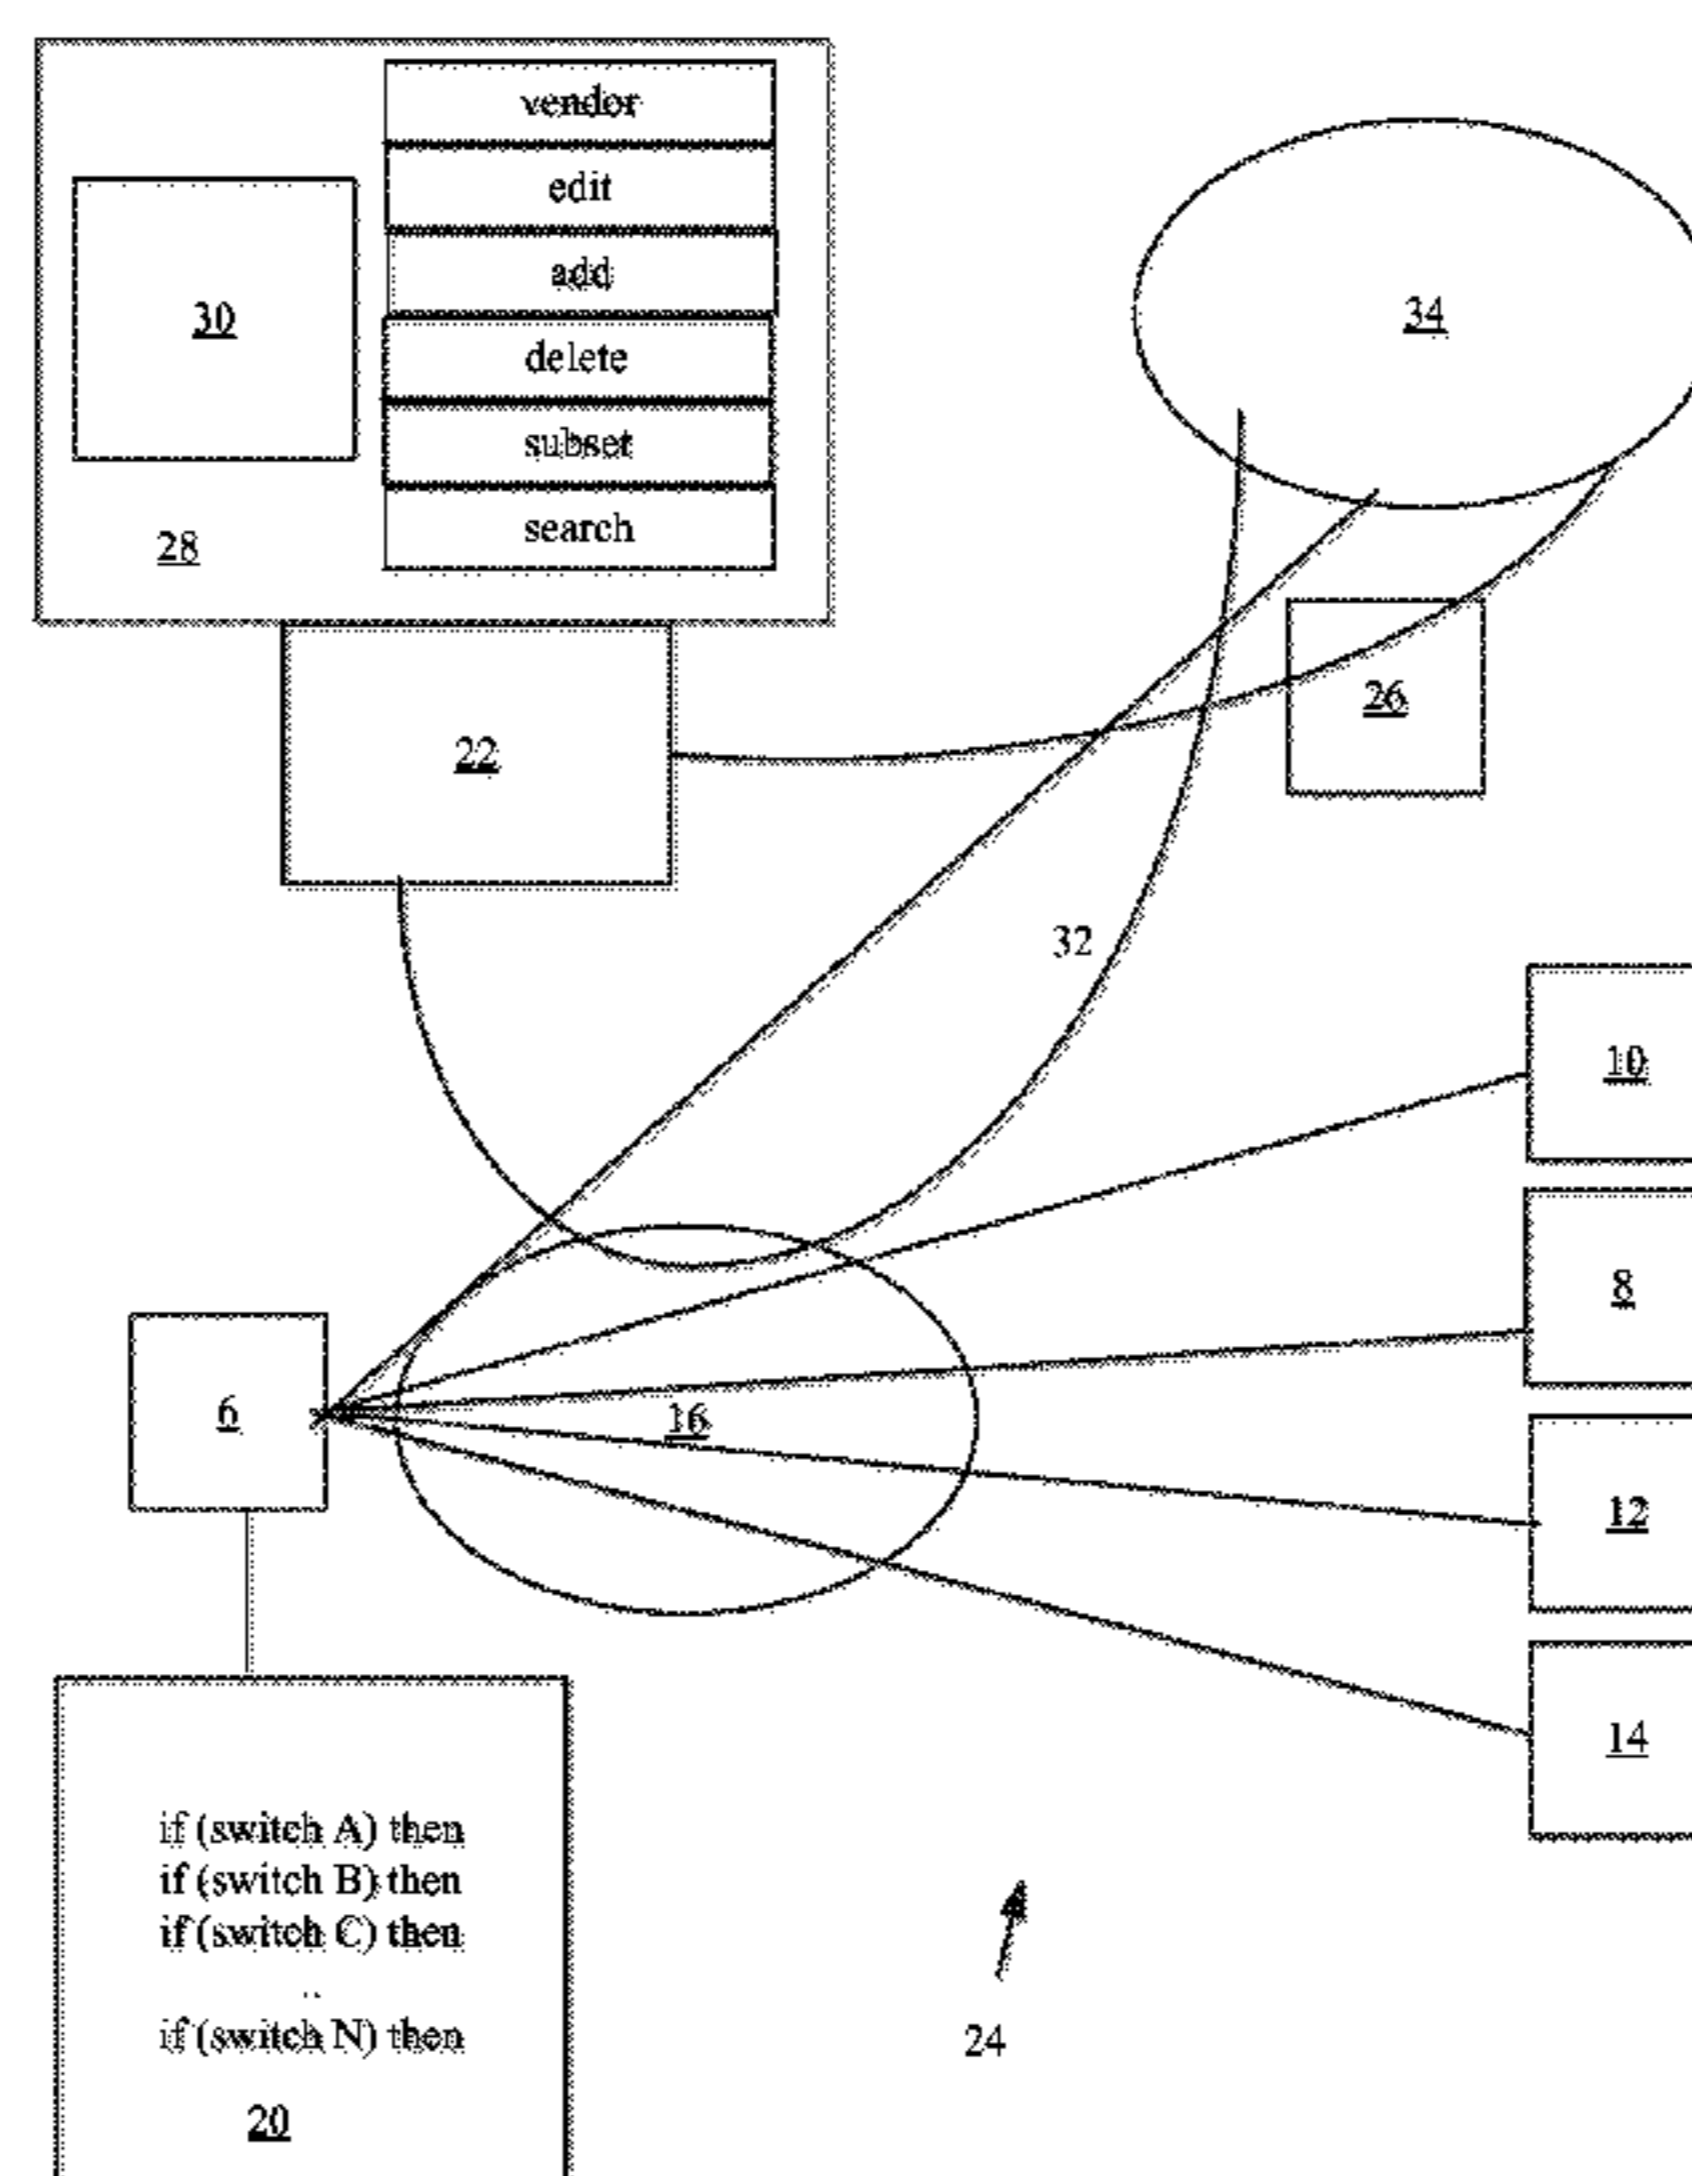 vendor
edit
add
delete
subset
search
30
28
34
22
26
32
10
8
6
16
12
14
if (switch A) then
if (switch B) then
if (switch C) then
..
if (switch N) then
20
24